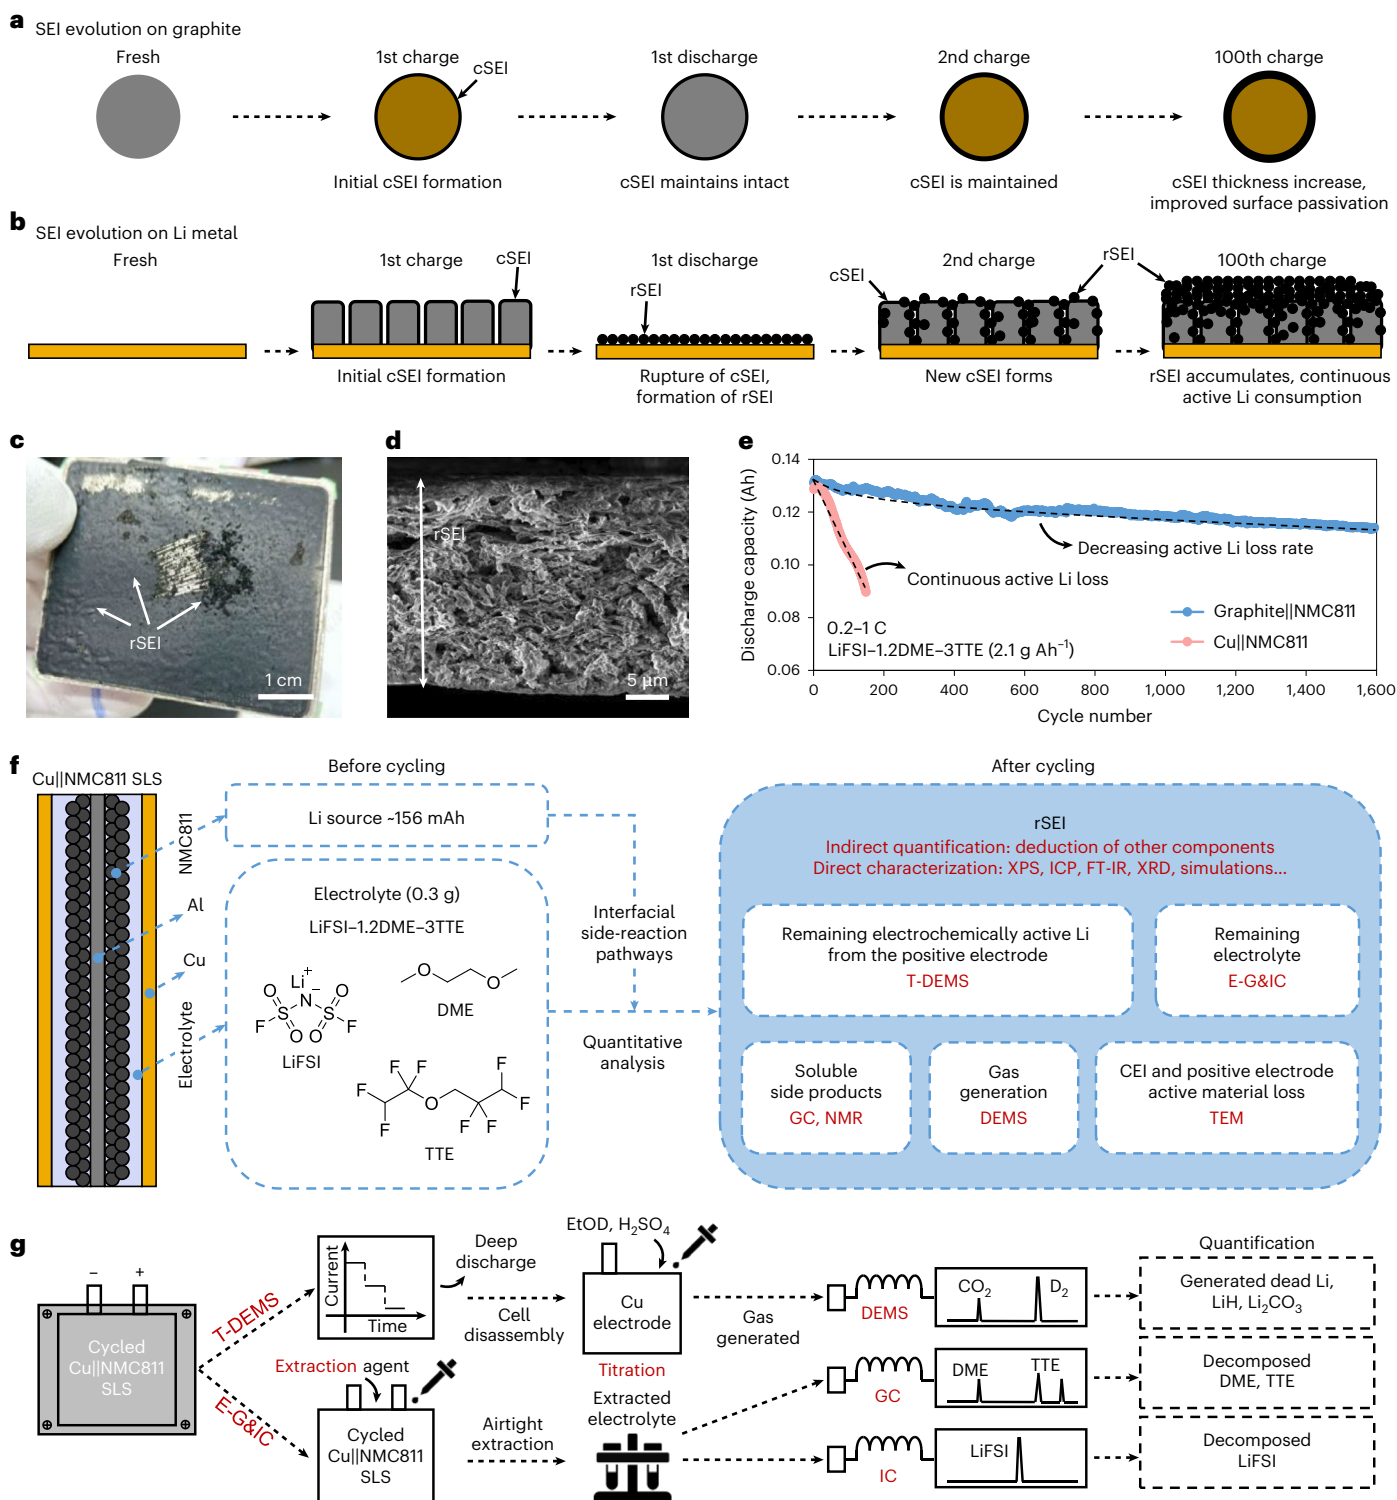 a
SEI evolution on graphite
Fresh
1st charge
cSEI
1st discharge
2nd charge
100th charge
Initial cSEI formation
cSEI maintains intact
cSEI is maintained
cSEI thickness increase,
improved surface passivation
b
SEI evolution on Li metal
Fresh
1st charge
cSEI
1st discharge
rSEI
cSEI
2nd charge
rSEI
100th charge
Initial cSEI formation
Rupture of cSEI,
formation of rSEI
New cSEI forms
rSEI accumulates, continuous
active Li consumption
c
rSEI
1 cm
d
rSEI
5 µm
e
Discharge capacity (Ah)
0.14
0.12
0.10
0.08
0.06
Decreasing active Li loss rate
Continuous active Li loss
Graphite||NMC811
Cu||NMC811
0.2–1 C
LiFSI–1.2DME–3TTE (2.1 g Ah⁻¹)
0
200
400
600
800
1,000
1,200
1,400
1,600
Cycle number
f
Cu||NMC811 SLS
NMC811
Al
Cu
Electrolyte
Before cycling
Li source ~156 mAh
Electrolyte (0.3 g)
LiFSI–1.2DME–3TTE
Li⁺
O
O
S
N⁻
S
F
O
O
F
LiFSI
O
O
DME
F
F
F
F
O
F
F
F
F
TTE
Interfacial
side-reaction
pathways
Quantitative
analysis
After cycling
rSEI
Indirect quantification: deduction of other components
Direct characterization: XPS, ICP, FT-IR, XRD, simulations...
Remaining electrochemically active Li
from the positive electrode
T-DEMS
Remaining
electrolyte
E-G&IC
Soluble
side products
GC, NMR
Gas
generation
DEMS
CEI and positive electrode
active material loss
TEM
g
−
+
Cycled
Cu||NMC811
SLS
T-DEMS
E-G&IC
Current
Time
Deep
discharge
Cell
disassembly
EtOD, H₂SO₄
Cu
electrode
Titration
Gas
generated
DEMS
CO₂
D₂
Quantification
Generated dead Li,
LiH, Li₂CO₃
Extraction agent
Cycled
Cu||NMC811
SLS
Airtight
extraction
Extracted
electrolyte
GC
DME
TTE
Decomposed
DME, TTE
IC
LiFSI
Decomposed
LiFSI